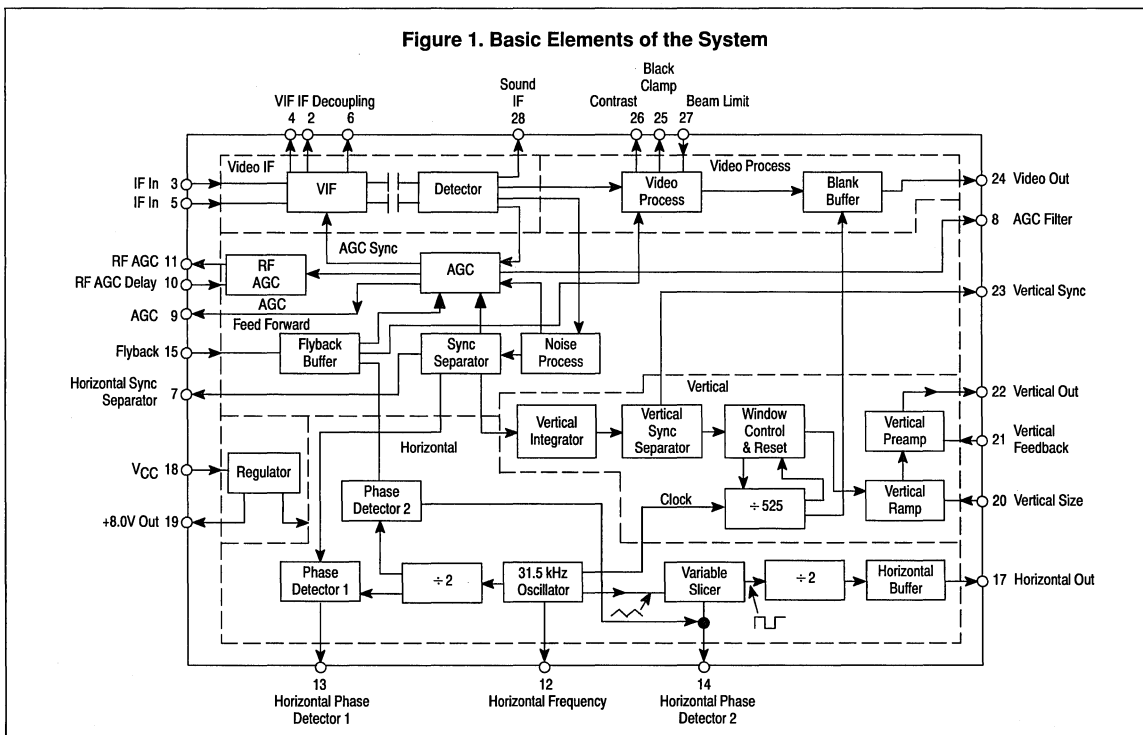 Figure 1. Basic Elements of the System
Black
Clamp
Sound
IF
28
VIF IF Decoupling
4 2 6
Contrast
26
25
Beam Limit
27
Video IF
Video Process
IF In 3
IF In 5
VIF
Detector
Video
Process
Blank
Buffer
24 Video Out
8 AGC Filter
AGC Sync
RF AGC 11
RF AGC Delay 10
RF
AGC
AGC
AGC
AGC 9
23 Vertical Sync
Feed Forward
Flyback 15
Flyback
Buffer
Sync
Separator
Noise
Process
Horizontal Sync
Separator
7
Vertical
22 Vertical Out
Horizontal
Vertical
Integrator
Vertical
Sync
Separator
Window
Control
& Reset
Vertical
Preamp
21 Vertical
Feedback
VCC 18
Regulator
Phase
Detector 2
Clock
÷ 525
Vertical
Ramp
20 Vertical Size
+8.0V Out 19
Phase
Detector 1
÷ 2
31.5 kHz
Oscillator
Variable
Slicer
÷ 2
Horizontal
Buffer
17 Horizontal Out
13
Horizontal Phase
Detector 1
12
Horizontal Frequency
14
Horizontal Phase
Detector 2